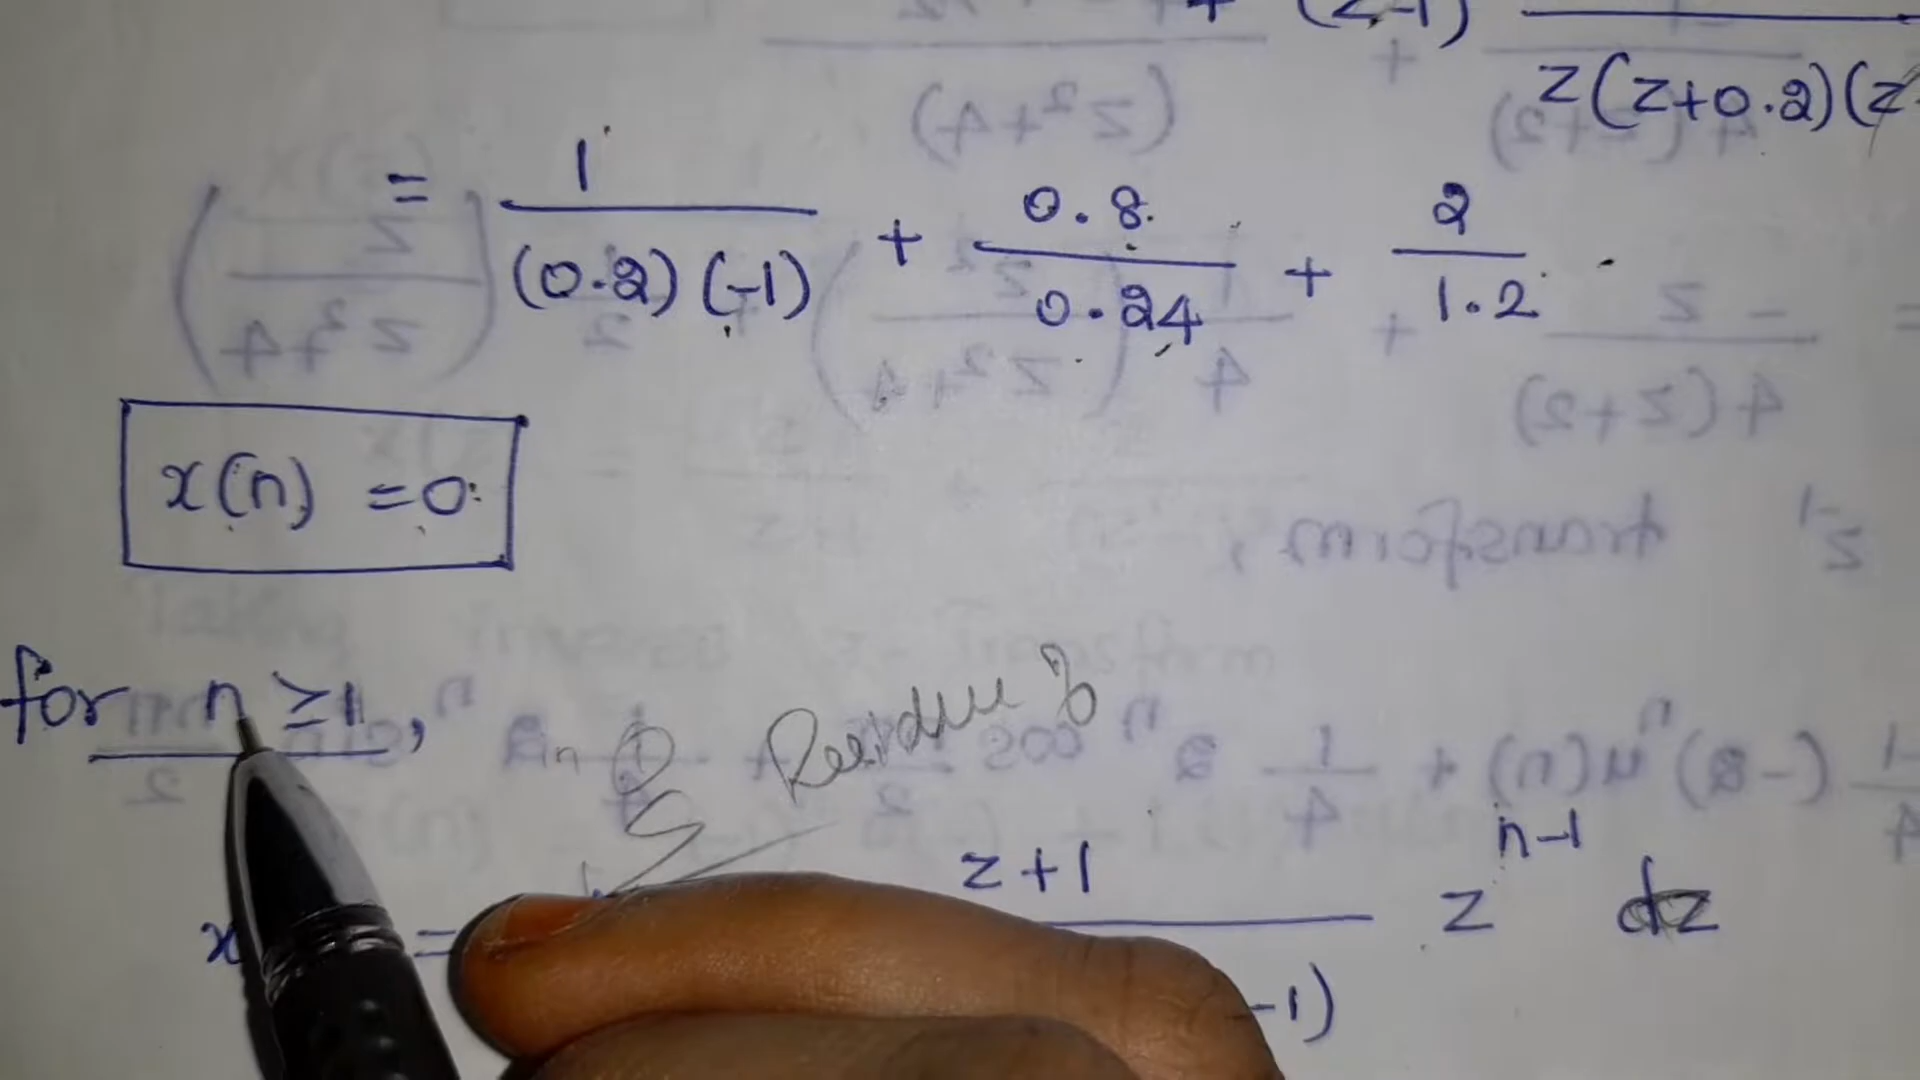 + (z-1)
z(z+0.2)(z
= 1/(0.2)(-1) + 0.8/0.24 + 2/1.2
x(n) =0
for n ≥1,
Residue
x = z+1 / -1) z^n-1 dz